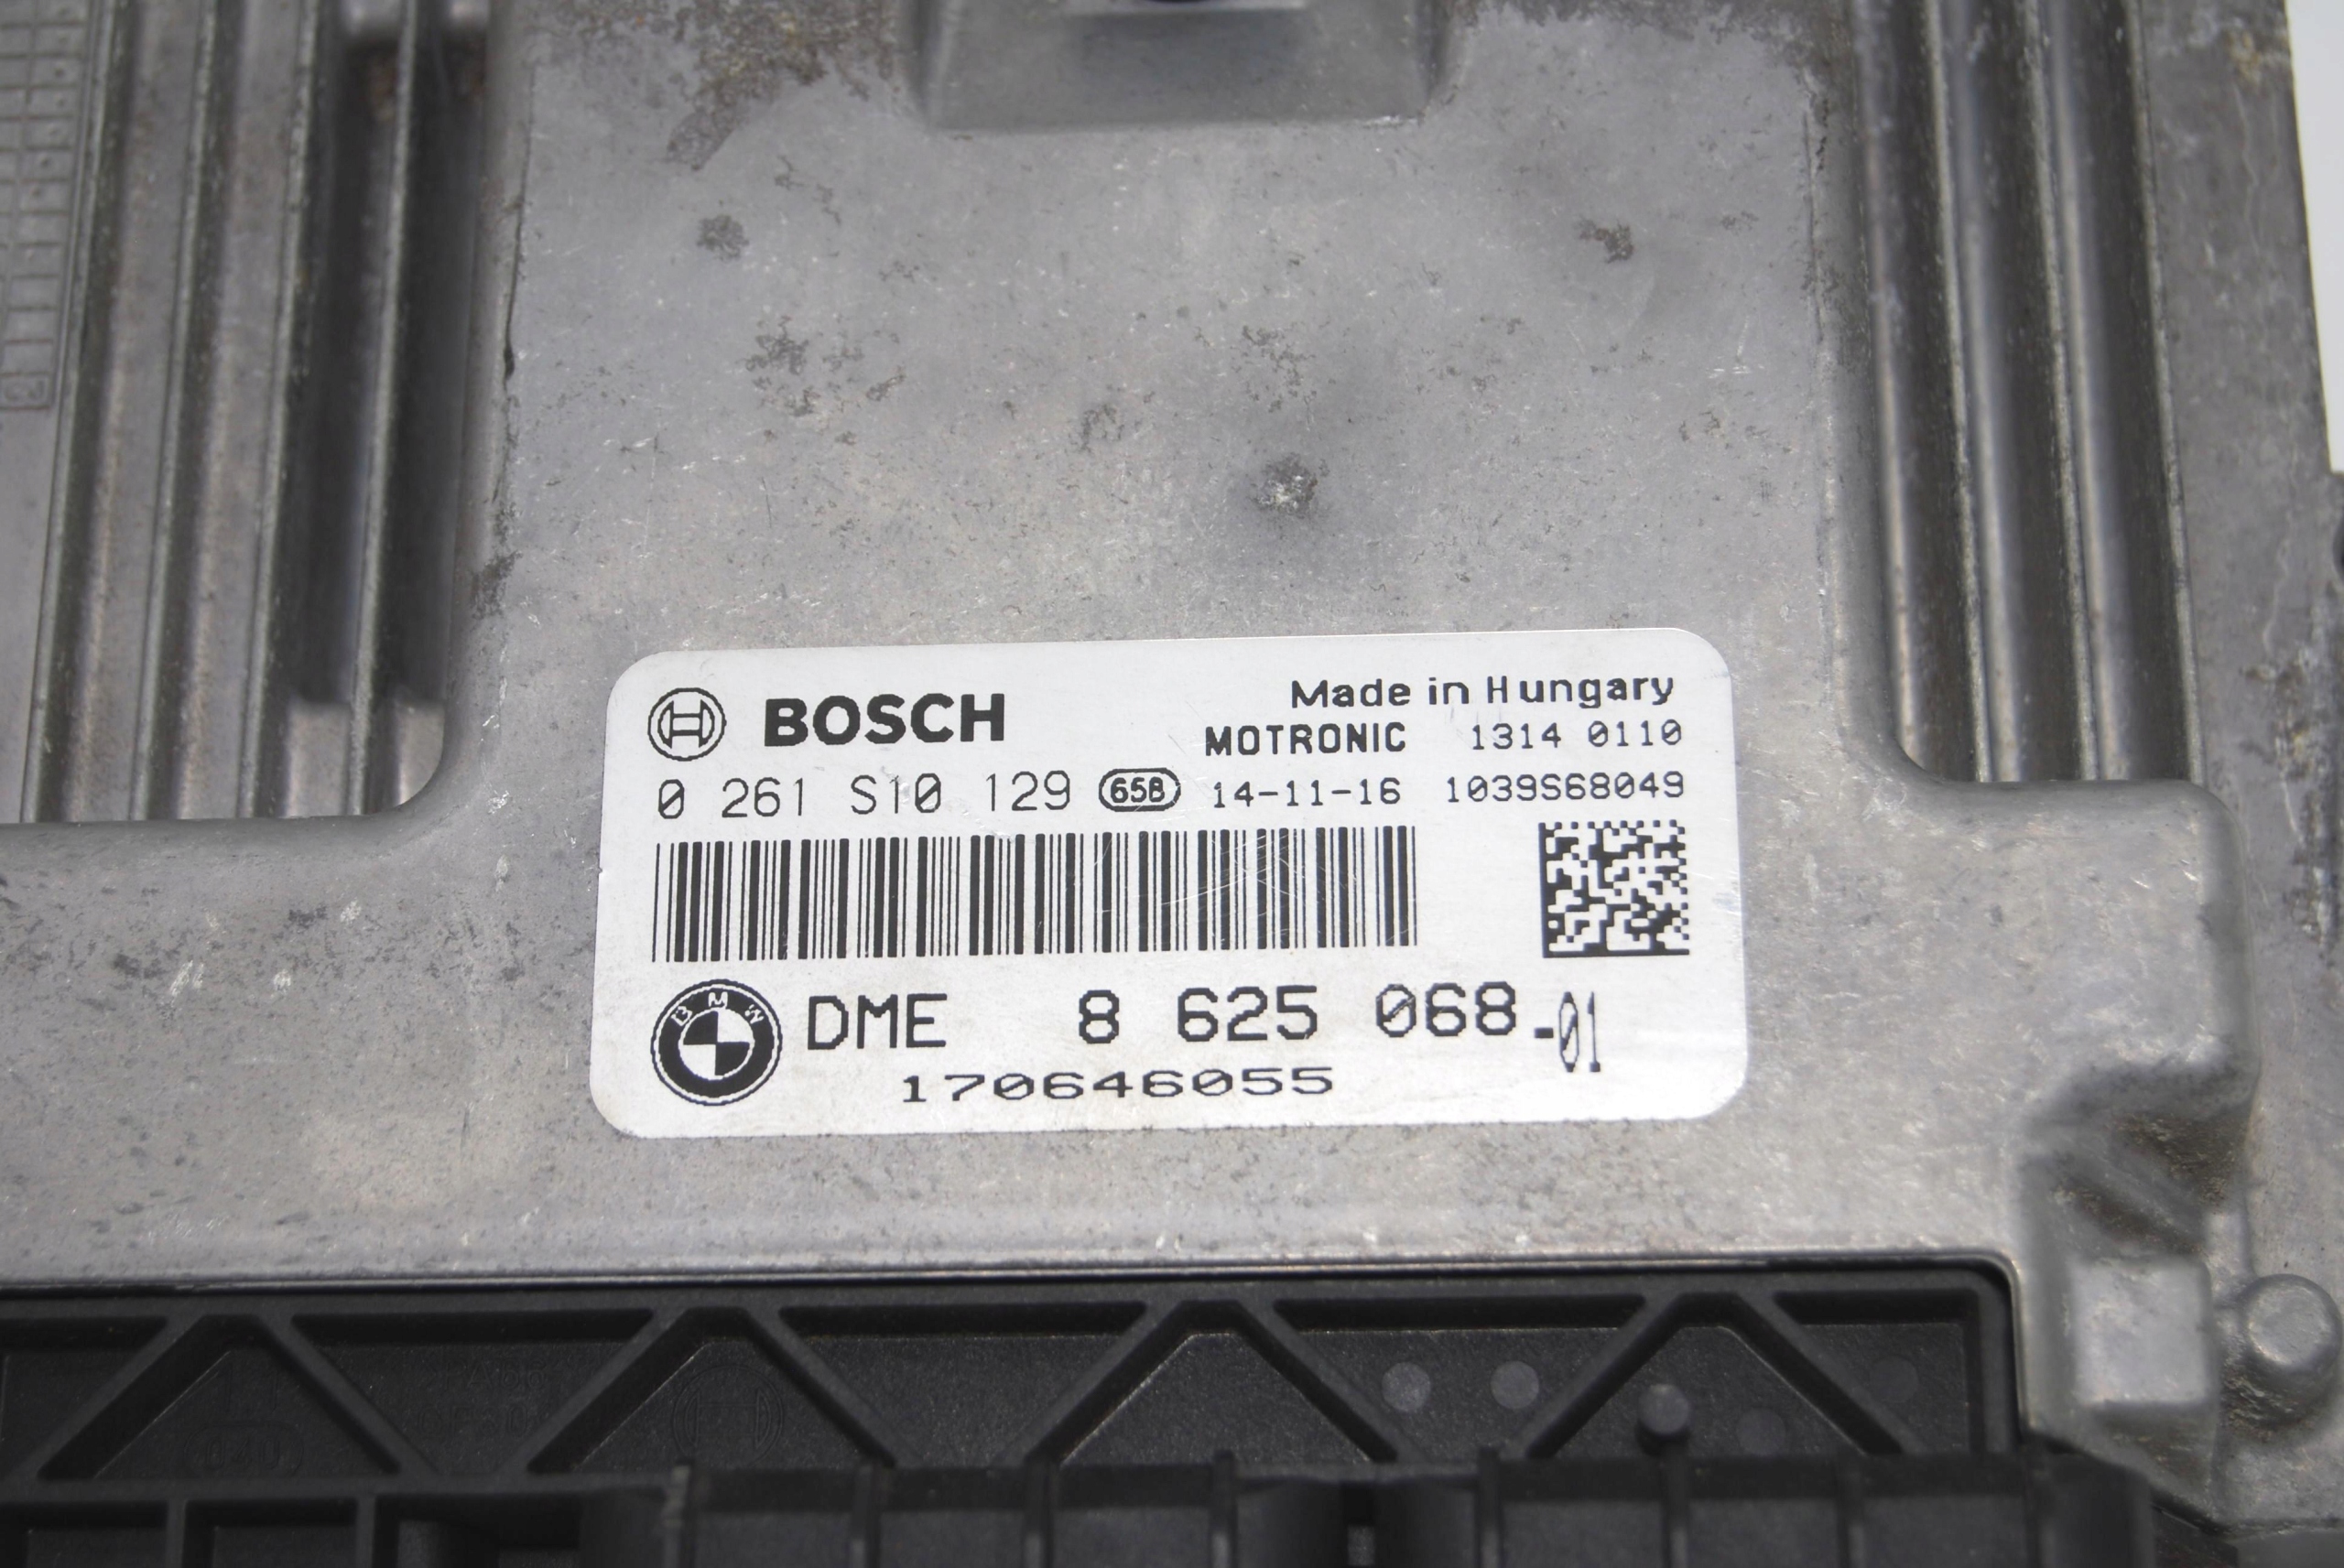 BOSCH
Made in Hungary
MOTRONIC 1314 0110
0 261 S10 129 65B 14-11-16 1039S68049
BMW DME 8 625 068-01
170646055